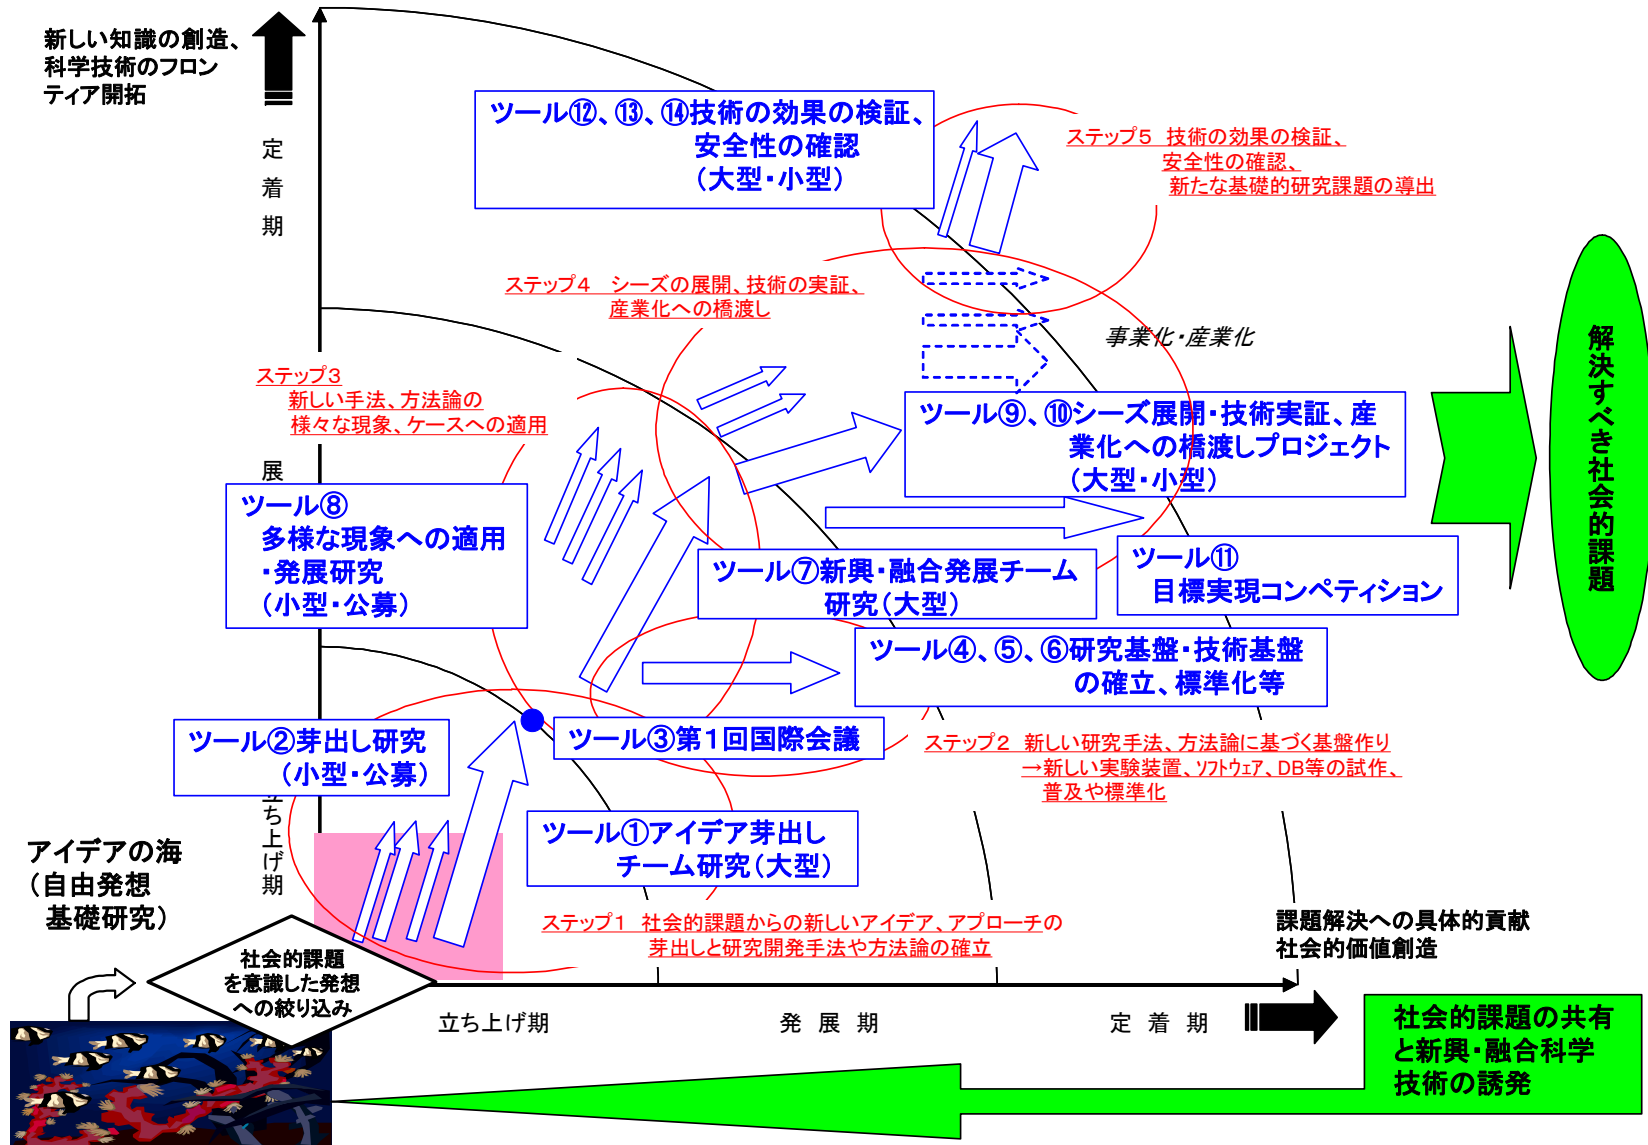 新しい知識の創造、
科学技術のフロン
ティア開拓
定
着
期
ツール⑫、⑬、⑭技術の効果の検証、
安全性の確認
（大型・小型）
ステップ５ 技術の効果の検証、
安全性の確認、
新たな基礎的研究課題の導出
ステップ４　シーズの展開、技術の実証、
産業化への橋渡し
事業化・産業化
解決すべき社会的課題
ステップ３
新しい手法、方法論の
様々な現象、ケースへの適用
ツール⑨、⑩シーズ展開・技術実証、産
業化への橋渡しプロジェクト
（大型・小型）
展
ツール⑧
多様な現象への適用
・発展研究
（小型・公募）
ツール⑦新興・融合発展チーム
研究（大型）
ツール⑪
目標実現コンペティション
ツール④、⑤、⑥研究基盤・技術基盤
の確立、標準化等
ツール②芽出し研究
（小型・公募）
ツール③第１回国際会議
ステップ２ 新しい研究手法、方法論に基づく基盤作り
→新しい実験装置、ソフトウェア、DB等の試作、
普及や標準化
立ち上げ期
ツール①アイデア芽出し
チーム研究（大型）
アイデアの海
（自由発想
基礎研究）
ステップ１ 社会的課題からの新しいアイデア、アプローチの
芽出しと研究開発手法や方法論の確立
課題解決への具体的貢献
社会的価値創造
社会的課題
を意識した発想
への絞り込み
立ち上げ期
発 展 期
定 着 期
社会的課題の共有
と新興・融合科学
技術の誘発